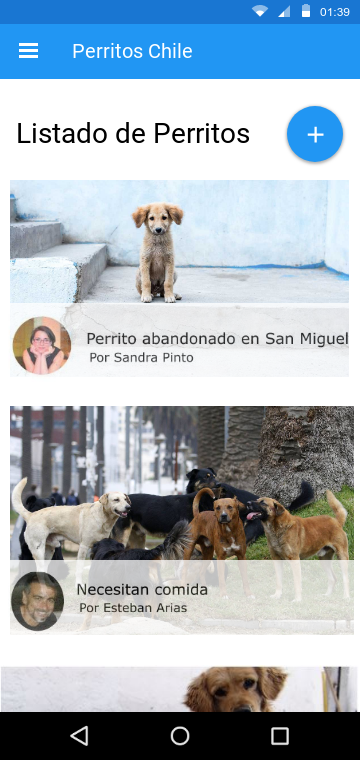 01:39
Perritos Chile
Listado de Perritos
Perrito abandonado en San Miguel
Por Sandra Pinto
Necesitan comida
Por Esteban Arias